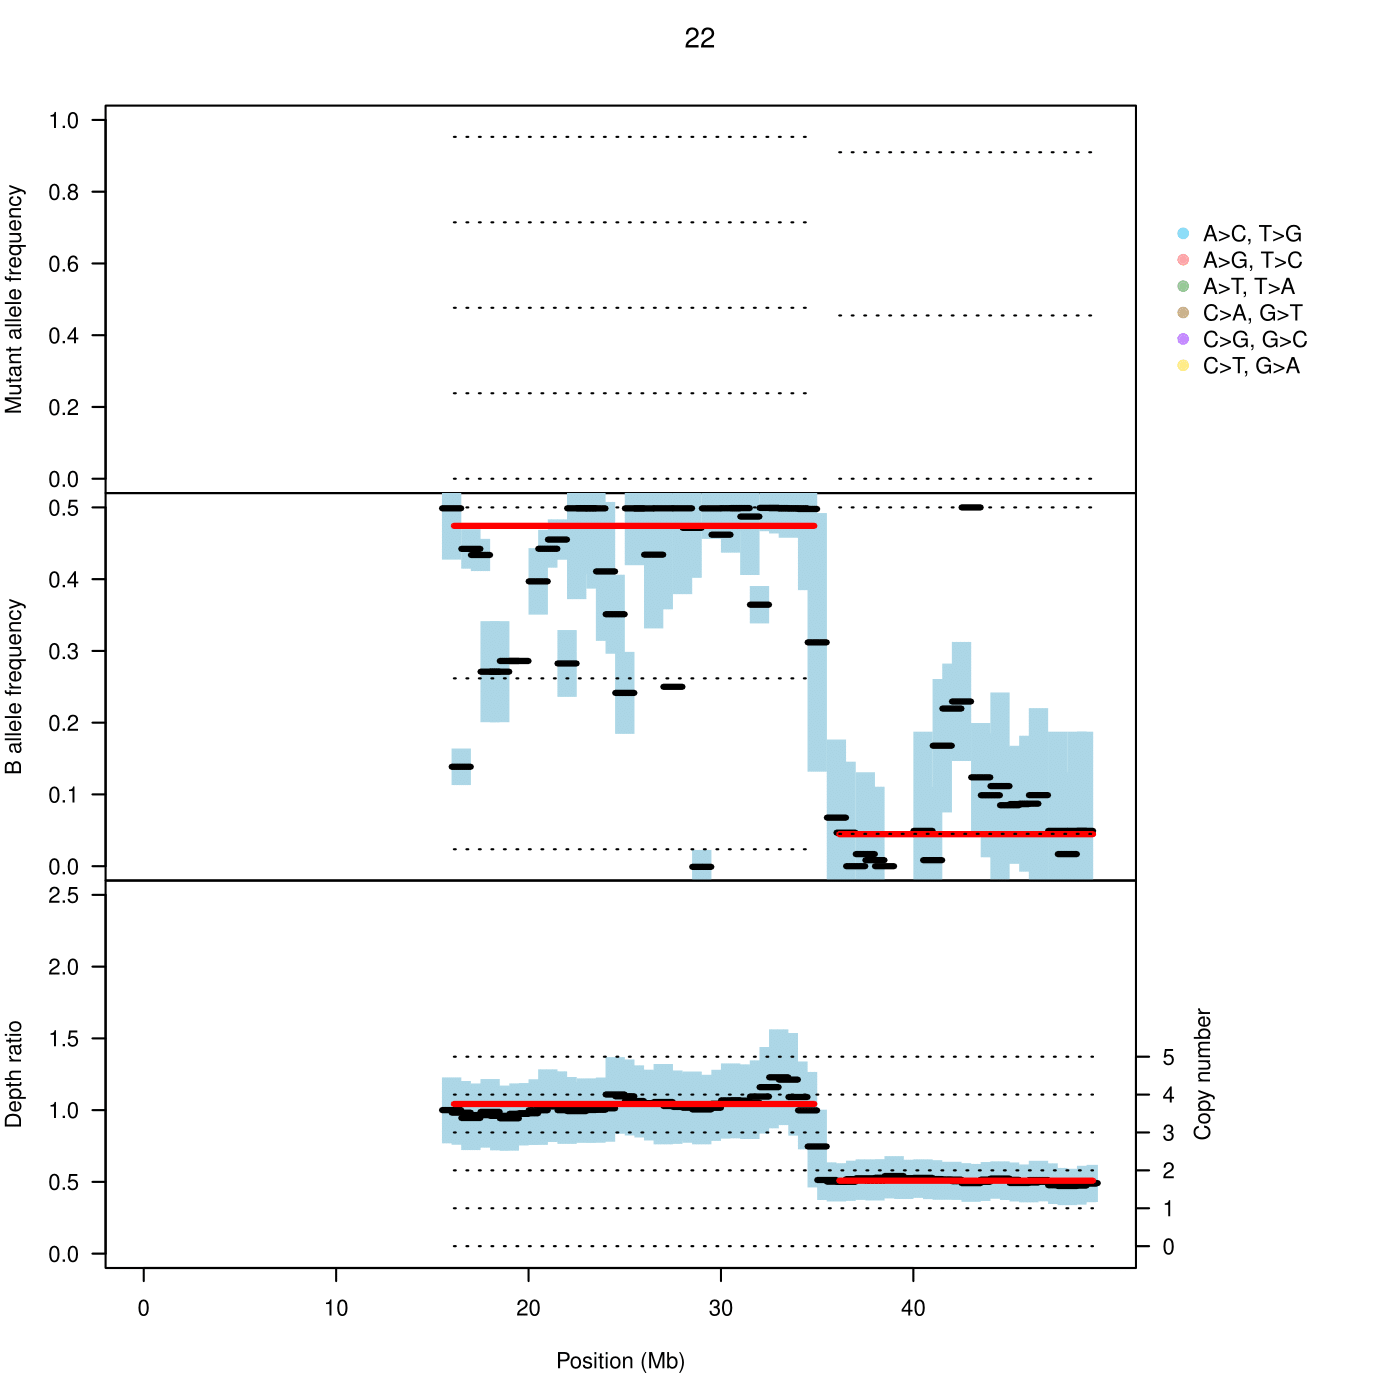 22
Mutant allele frequency
1.0
0.8
0.6
0.4
0.2
0.0
A>C, T>G
A>G, T>C
A>T, T>A
C>A, G>T
C>G, G>C
C>T, G>A
B allele frequency
0.5
0.4
0.3
0.2
0.1
0.0
Depth ratio
2.5
2.0
1.5
1.0
0.5
0.0
Copy number
5
4
3
2
1
0
0 10 20 30 40
Position (Mb)